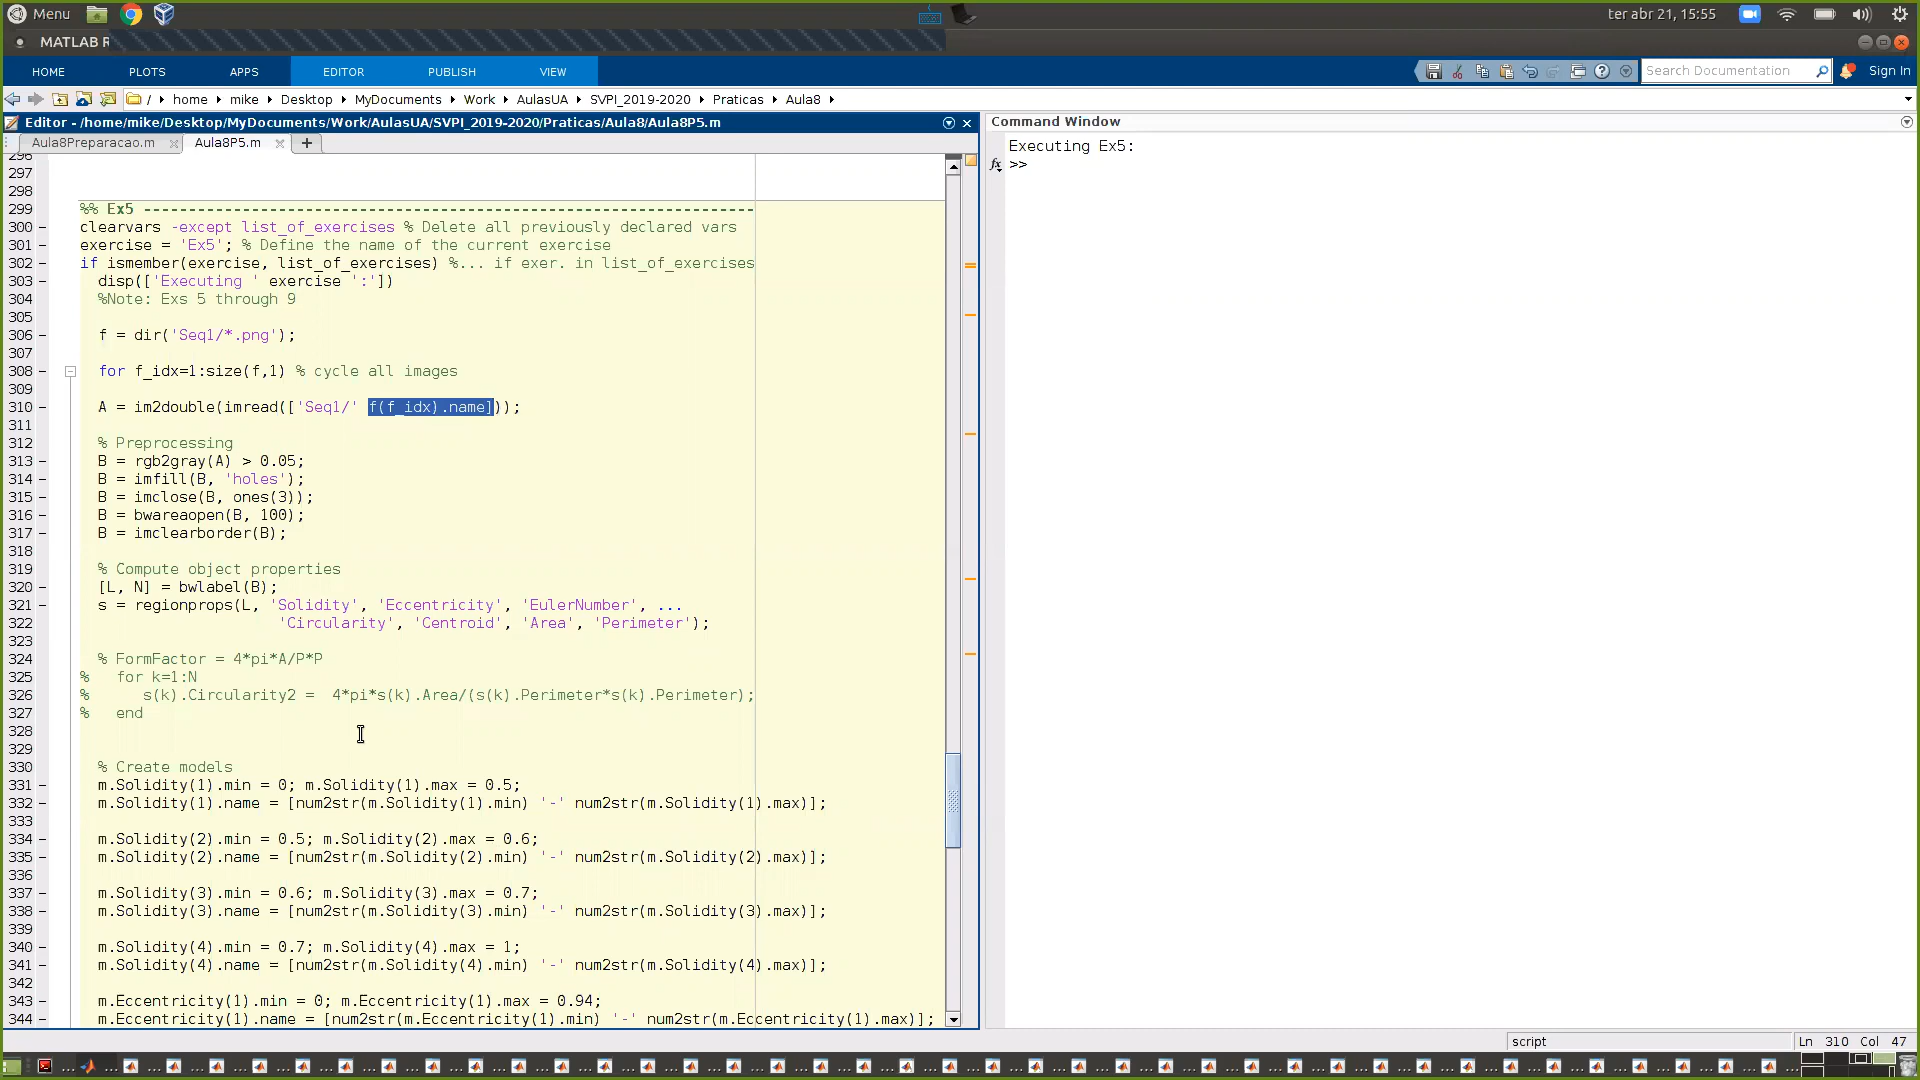 Menu
ter abr 21, 15:55
MATLAB R
HOME PLOTS APPS EDITOR PUBLISH VIEW
Search Documentation
Sign In
/ home mike Desktop MyDocuments Work AulasUA SVPI_2019-2020 Praticas Aula8
Editor - /home/mike/Desktop/MyDocuments/Work/AulasUA/SVPI_2019-2020/Praticas/Aula8/Aula8P5.m
Aula8Preparacao.m Aula8P5.m
296
297
298
299 %% Ex5 --------------------------------------------------------------------
300 clearvars -except list_of_exercises % Delete all previously declared vars
301 exercise = 'Ex5'; % Define the name of the current exercise
302 if ismember(exercise, list_of_exercises) %... if exer. in list_of_exercises
303 disp(['Executing ' exercise ':'])
304 %Note: Exs 5 through 9
305
306 f = dir('Seq1/*.png');
307
308 for f_idx=1:size(f,1) % cycle all images
309
310 A = im2double(imread(['Seq1/' f(f_idx).name]));
311
312 % Preprocessing
313 B = rgb2gray(A) > 0.05;
314 B = imfill(B, 'holes');
315 B = imclose(B, ones(3));
316 B = bwareaopen(B, 100);
317 B = imclearborder(B);
318
319 % Compute object properties
320 [L, N] = bwlabel(B);
321 s = regionprops(L, 'Solidity', 'Eccentricity', 'EulerNumber', ...
322 'Circularity', 'Centroid', 'Area', 'Perimeter');
323
324 % FormFactor = 4*pi*A/P*P
325 % for k=1:N
326 % s(k).Circularity2 = 4*pi*s(k).Area/(s(k).Perimeter*s(k).Perimeter);
327 % end
328
329
330 % Create models
331 m.Solidity(1).min = 0; m.Solidity(1).max = 0.5;
332 m.Solidity(1).name = [num2str(m.Solidity(1).min) '-' num2str(m.Solidity(1).max)];
333
334 m.Solidity(2).min = 0.5; m.Solidity(2).max = 0.6;
335 m.Solidity(2).name = [num2str(m.Solidity(2).min) '-' num2str(m.Solidity(2).max)];
336
337 m.Solidity(3).min = 0.6; m.Solidity(3).max = 0.7;
338 m.Solidity(3).name = [num2str(m.Solidity(3).min) '-' num2str(m.Solidity(3).max)];
339
340 m.Solidity(4).min = 0.7; m.Solidity(4).max = 1;
341 m.Solidity(4).name = [num2str(m.Solidity(4).min) '-' num2str(m.Solidity(4).max)];
342
343 m.Eccentricity(1).min = 0; m.Eccentricity(1).max = 0.94;
344 m.Eccentricity(1).name = [num2str(m.Eccentricity(1).min) '-' num2str(m.Eccentricity(1).max)];
Command Window
Executing Ex5:
fx >>
script
Ln 310 Col 47